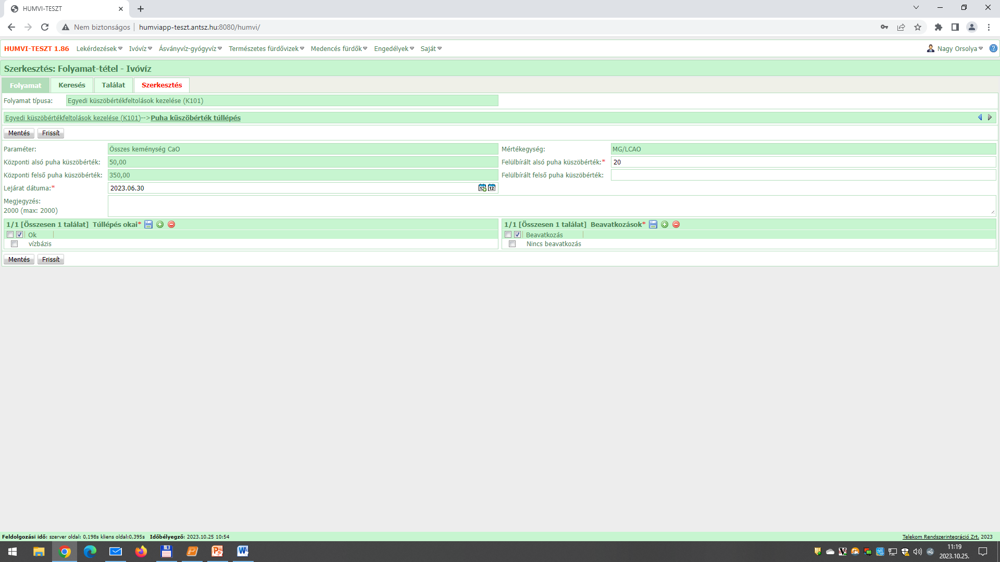 HUMVI-TESZT
Nem biztonságos humviapp-teszt.antsz.hu:8080/humvi/
HUMVI-TESZT 1.86 Lekérdezések Ivóvíz Ásványvíz-gyógyvíz Természetes fürdővizek Medencés fürdők Engedélyek Saját Nagy Orsolya ?
Szerkesztés: Folyamat-tétel - Ivóvíz
Folyamat Keresés Találat Szerkesztés
Folyamat típusa: Egyedi küszöbértékfeltolások kezelése (K101)
Egyedi küszöbértékfeltolások kezelése (K101)-->Puha küszöbérték túllépés
Mentés Frissít
Paraméter: Összes keménység CaO Mértékegység: MG/LCAO
Központi alsó puha küszöbérték: 50,00 Felülbírált alsó puha küszöbérték:* 20
Központi felső puha küszöbérték: 350,00 Felülbírált felső puha küszöbérték:
Lejárat dátuma:* 2023.06.30 12 12
Megjegyzés:
2000 (max: 2000)
1/1 [Összesen 1 találat] Túllépés okai* 1/1 [Összesen 1 találat] Beavatkozások*
Ok Beavatkozás
vízbázis Nincs beavatkozás
Mentés Frissít
Feldolgozási idő: szerver oldal: 0,198s kliens oldal:0,395s Időbélyegző: 2023.10.25 10:54 Telekom Rendszerintegráció Zrt. 2023
11:19
2023.10.25.